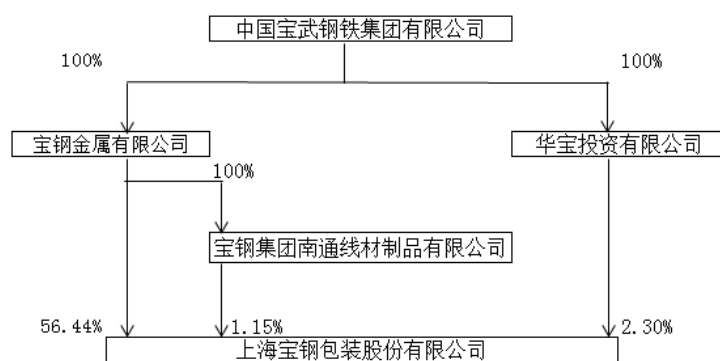 中国宝武钢铁集团有限公司
100%
100%
宝钢金属有限公司
华宝投资有限公司
100%
宝钢集团南通线材制品有限公司
56.44%
1.15%
2.30%
上海宝钢包装股份有限公司